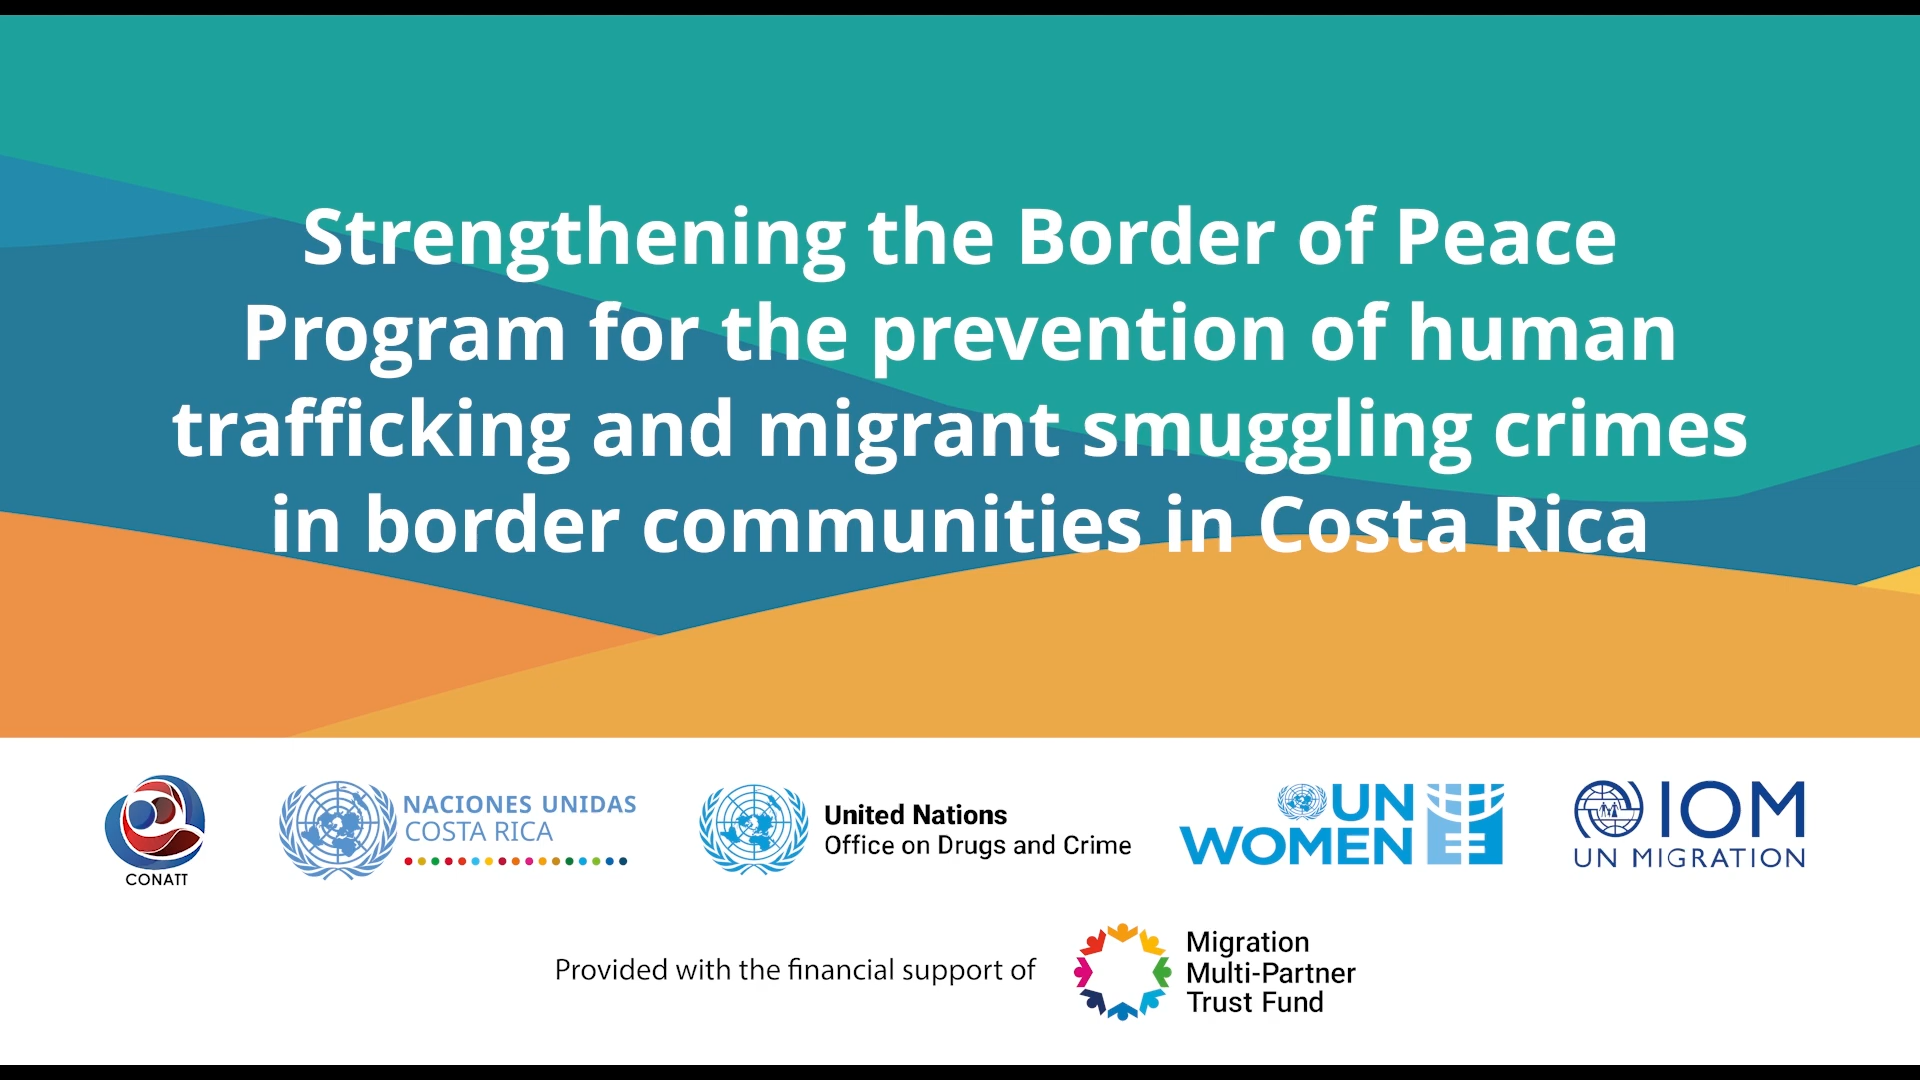 Strengthening the Border of Peace
Program for the prevention of human
trafficking and migrant smuggling crimes
in border communities in Costa Rica
CONATT
NACIONES UNIDAS
COSTA RICA
United Nations
Office on Drugs and Crime
UN
WOMEN
IOM
UN MIGRATION
Provided with the financial support of
Migration
Multi-Partner
Trust Fund